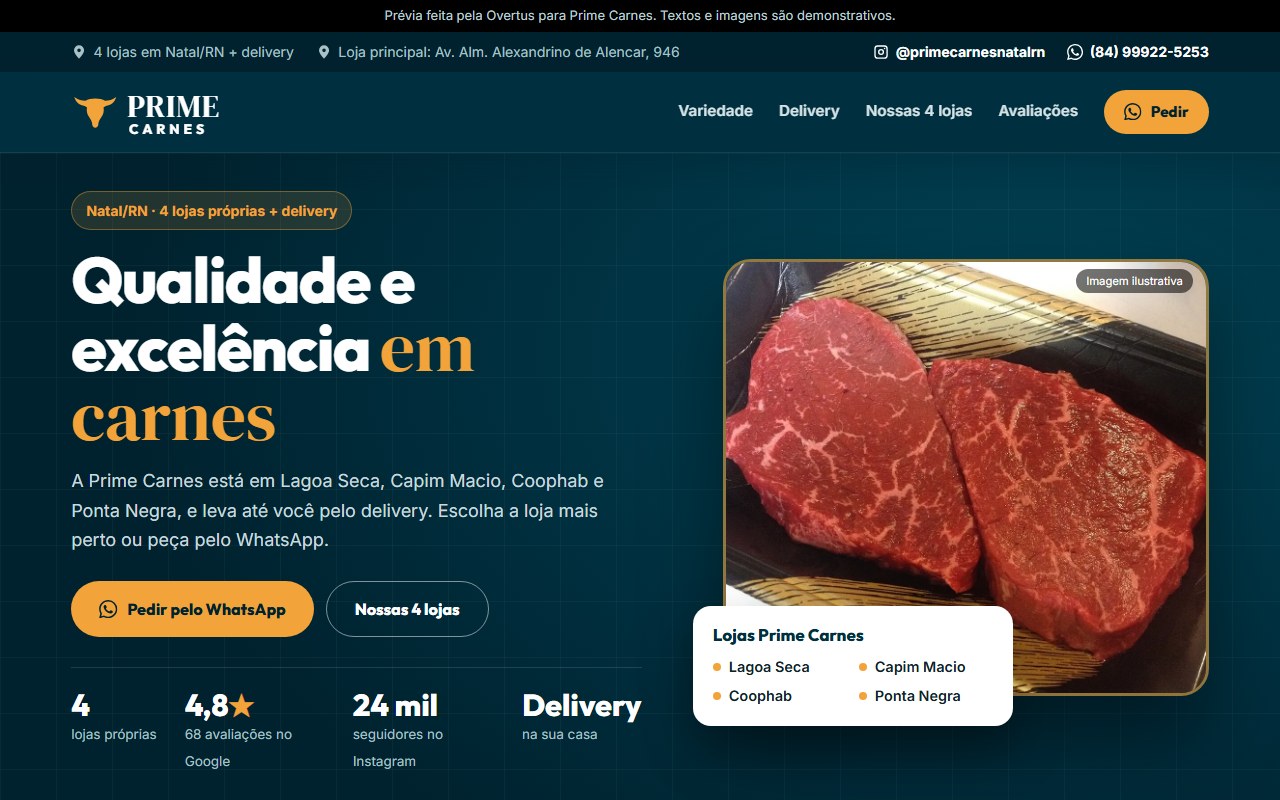 Prévia feita pela Overtus para Prime Carnes. Textos e imagens são demonstrativos.
4 lojas em Natal/RN + delivery
Loja principal: Av. Alm. Alexandrino de Alencar, 946
@primecarnesnatalrn
(84) 99922-5253
PRIME
CARNES
Variedade
Delivery
Nossas 4 lojas
Avaliações
Pedir
Natal/RN · 4 lojas próprias + delivery
Qualidade e
excelência em
carnes
A Prime Carnes está em Lagoa Seca, Capim Macio, Coophab e
Ponta Negra, e leva até você pelo delivery. Escolha a loja mais
perto ou peça pelo WhatsApp.
Pedir pelo WhatsApp
Nossas 4 lojas
4
lojas próprias
4,8★
68 avaliações no
Google
24 mil
seguidores no
Instagram
Delivery
na sua casa
Imagem ilustrativa
Lojas Prime Carnes
Lagoa Seca
Capim Macio
Coophab
Ponta Negra